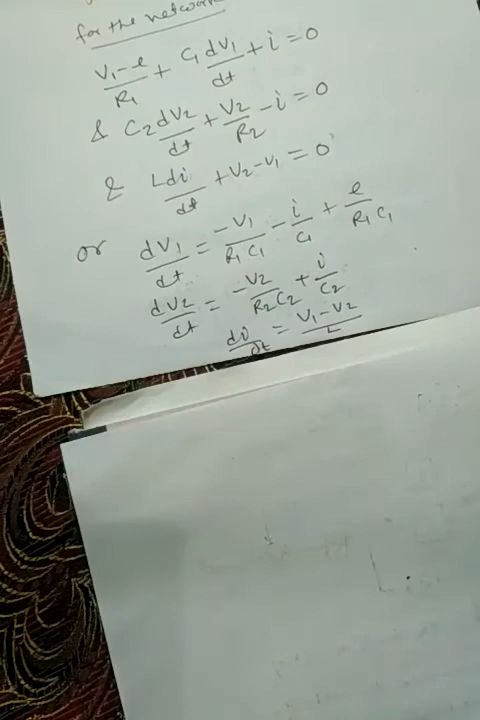 for the network
(V₁-e)/R₁ + C₁ dV₁/dt + i = 0
& C₂ dV₂/dt + V₂/R₂ - i = 0
& Ldi/dt + V₂ - V₁ = 0
or dV₁/dt = -V₁/(R₁C₁) - i/C₁ + e/(R₁C₁)
dV₂/dt = -V₂/(R₂C₂) + i/C₂
di/dt = (V₁-V₂)/L